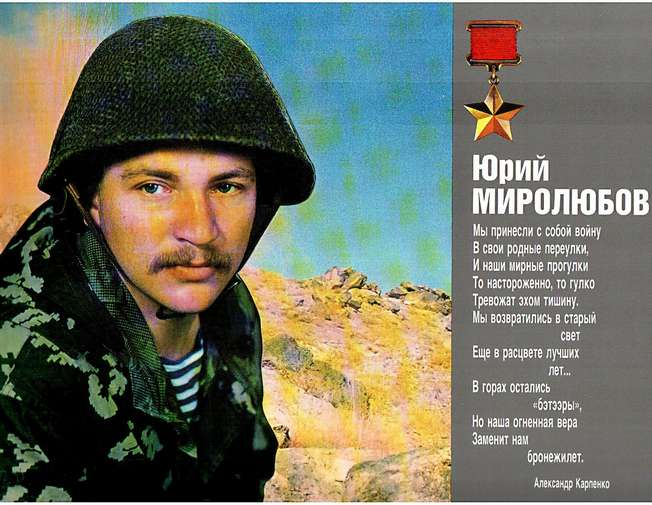 Юрий
МИРОЛЮБОВ
Мы принесли с собой войну
В свои родные переулки,
И наши мирные прогулки
То настороженно, то гулко
Тревожат эхом тишину.
Мы возвратились в старый
свет
Еще в расцвете лучших
лет...
В горах остались
«бэтээры»,
Но наша огненная вера
Заменит нам
бронежилет.
Александр Карпенко